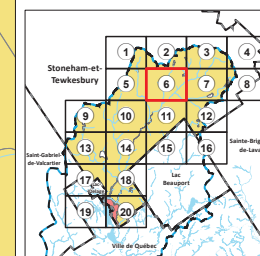 1 2 3 4
Stoneham-et-
Tewkesbury
5 6 7 8
9 10 11 12
Sainte-Brig
de-Lava
Saint-Gabriel-
de-Valcartier
13 14 15 16
Lac
Beauport
17 18
19 20
Ville de Québec